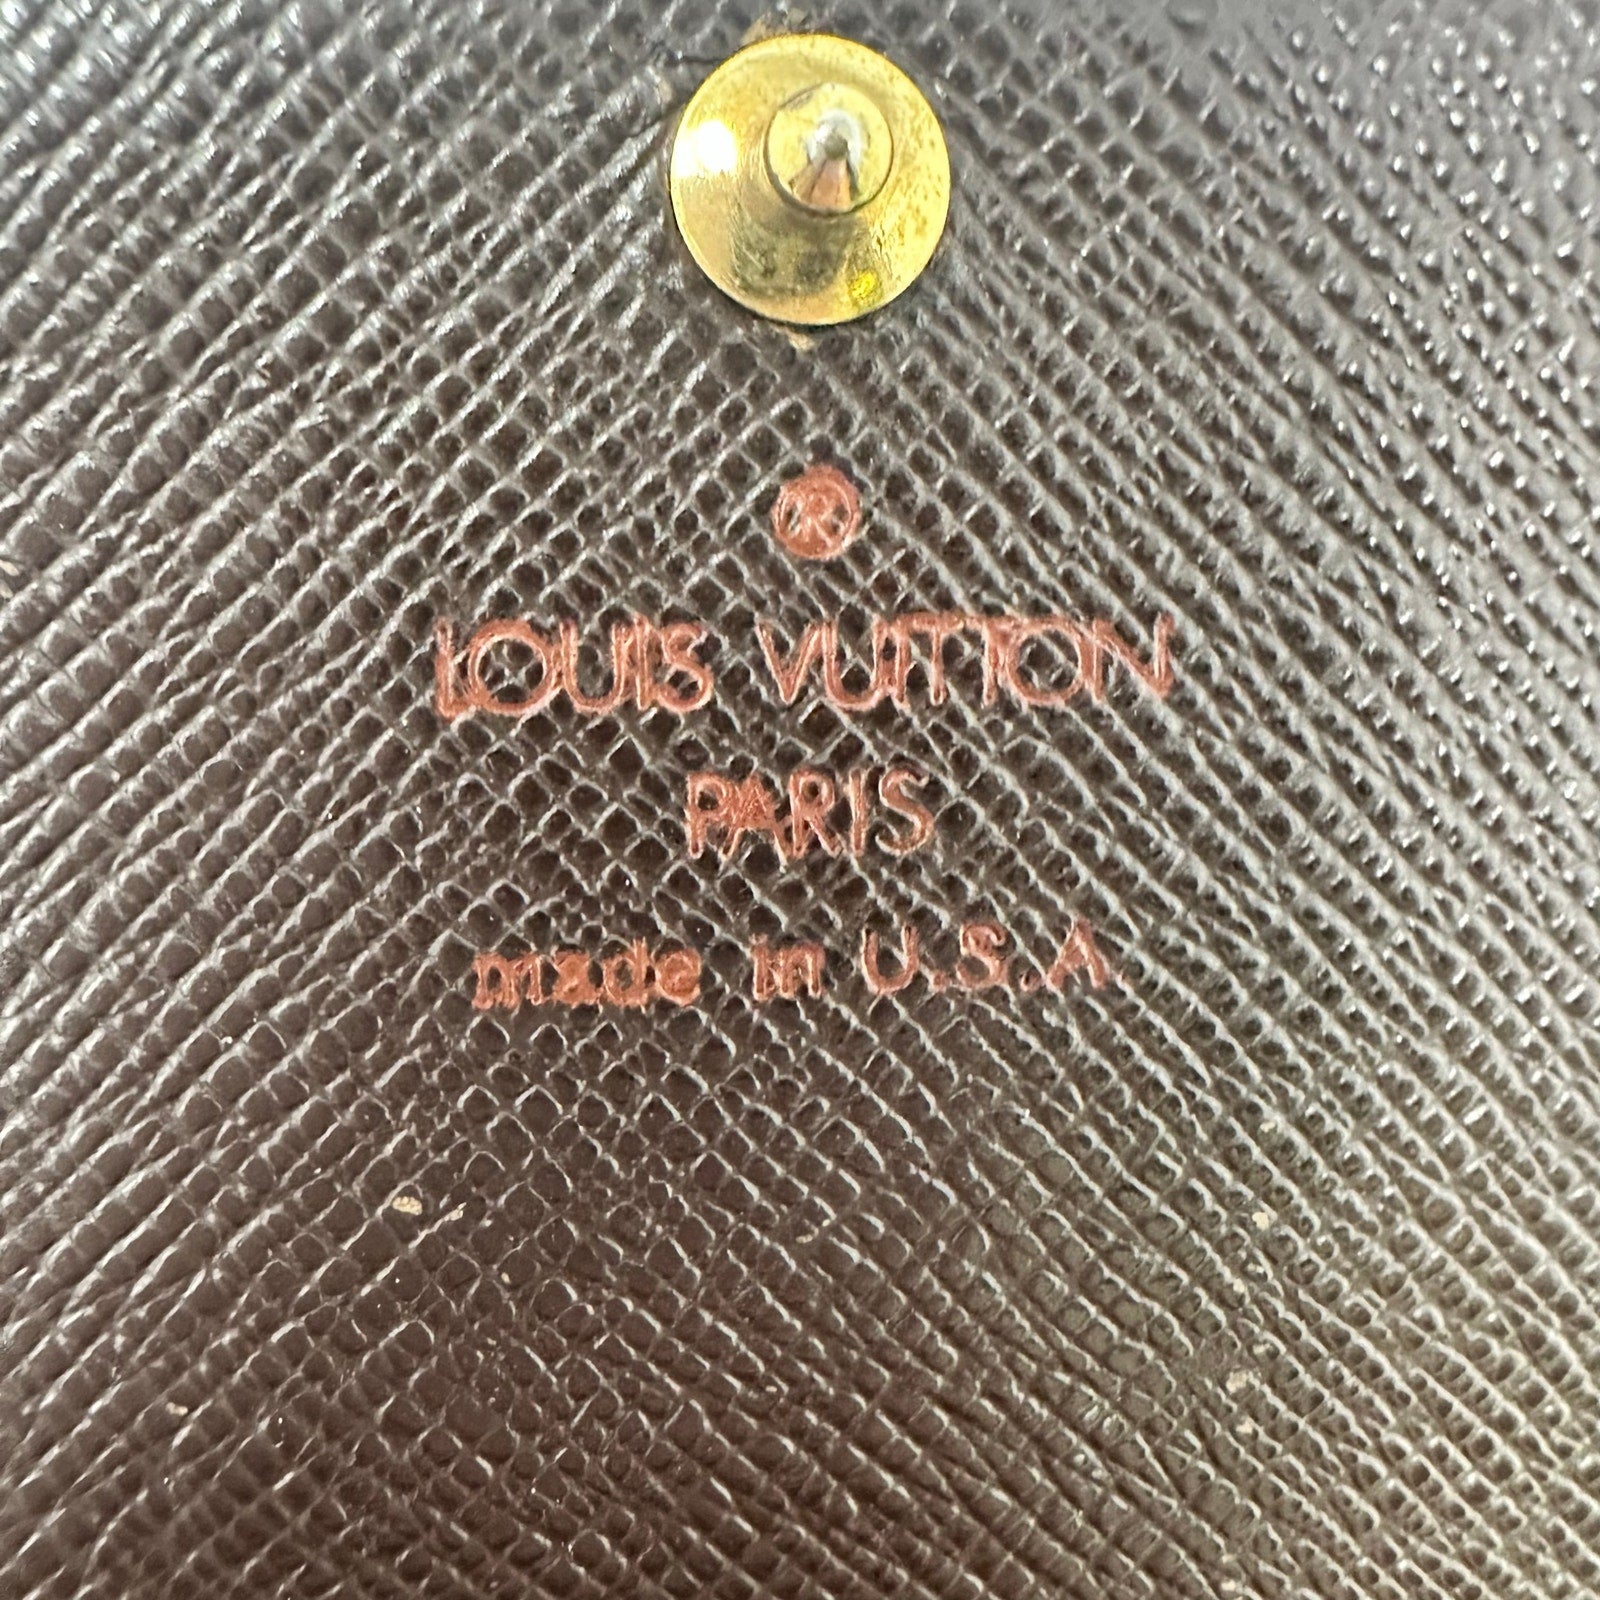 ®
LOUIS VUITTON
PARIS
made in U.S.A.